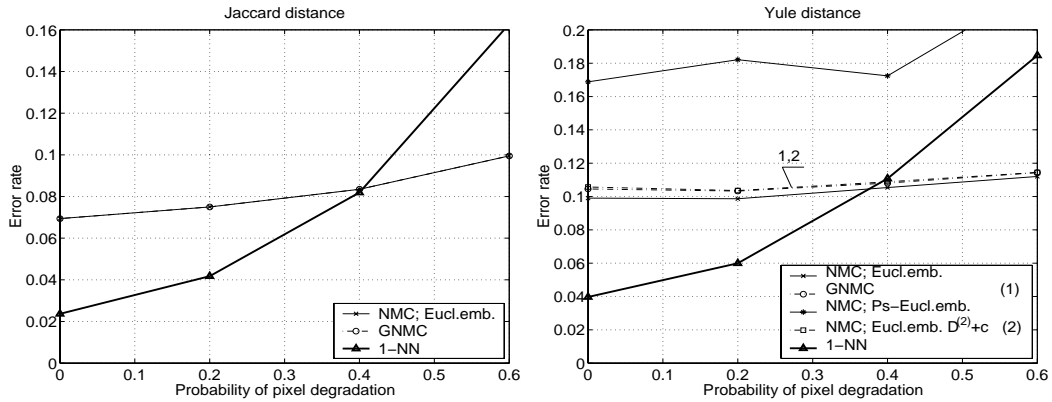 Jaccard distance
0.16
0.14
0.12
0.1
0.08
0.06
0.04
0.02
0
Error rate
0 0.1 0.2 0.3 0.4 0.5 0.6
Probability of pixel degradation
NMC; Eucl.emb.
GNMC
1−NN
Yule distance
0.2
0.18
0.16
0.14
0.12
0.1
0.08
0.06
0.04
0.02
0
Error rate
1,2
0 0.1 0.2 0.3 0.4 0.5 0.6
Probability of pixel degradation
NMC; Eucl.emb.
GNMC (1)
NMC; Ps−Eucl.emb.
NMC; Eucl.emb. D(2)+c (2)
1−NN